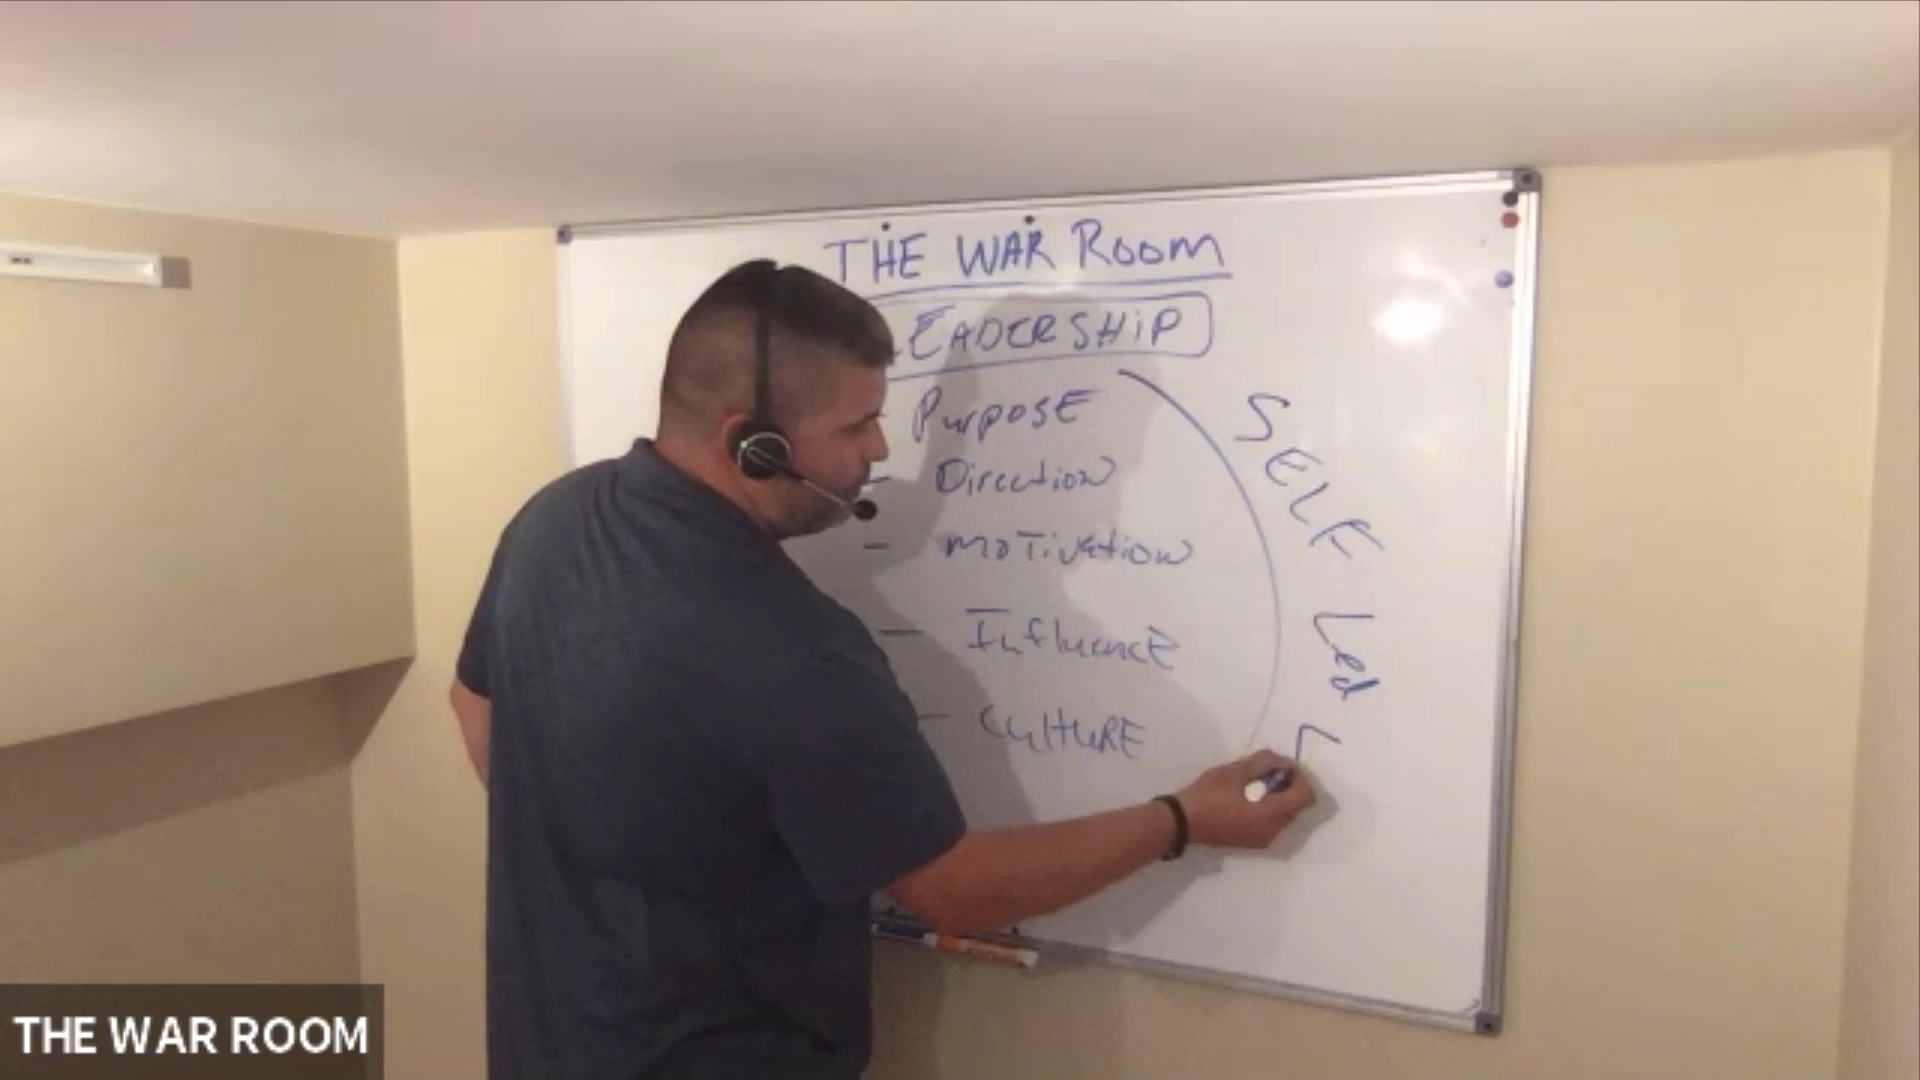 THE WAR ROOM
LEADERSHIP
- Purpose
- Direction
- Motivation
- Influence
- Culture
SELF Led L
THE WAR ROOM